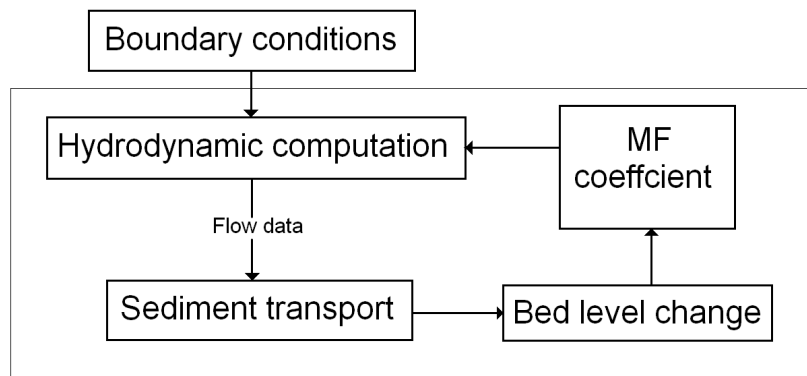 Boundary conditions
Hydrodynamic computation
MF
coeffcient
Flow data
Sediment transport
Bed level change